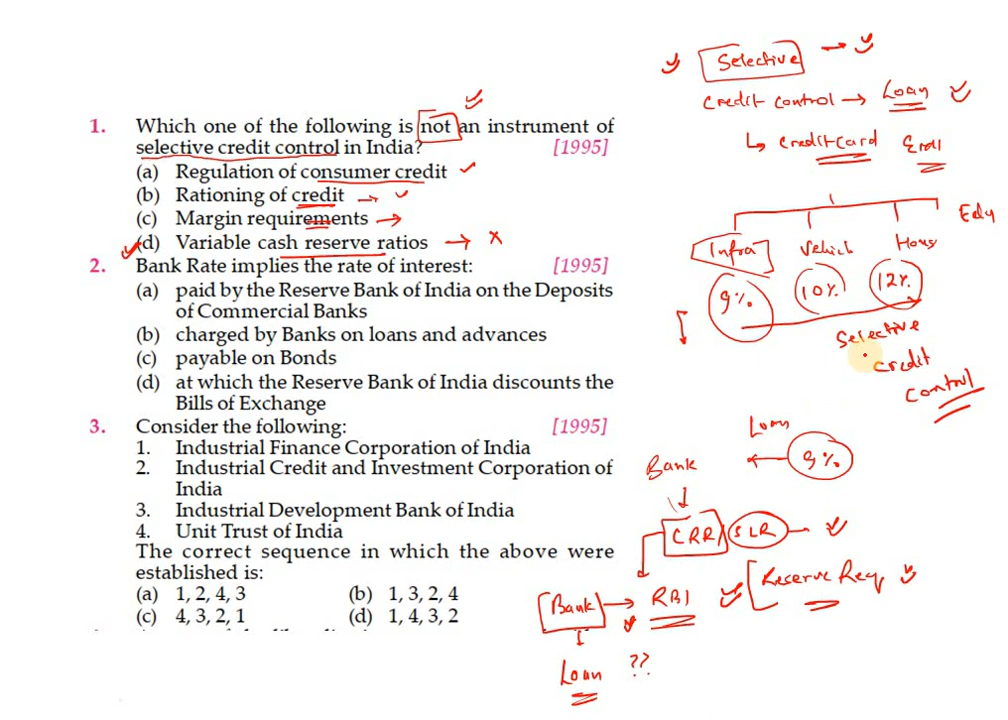 1. Which one of the following is not an instrument of
selective credit control in India? [1995]
(a) Regulation of consumer credit
(b) Rationing of credit
(c) Margin requirements
(d) Variable cash reserve ratios
2. Bank Rate implies the rate of interest: [1995]
(a) paid by the Reserve Bank of India on the Deposits
of Commercial Banks
(b) charged by Banks on loans and advances
(c) payable on Bonds
(d) at which the Reserve Bank of India discounts the
Bills of Exchange
3. Consider the following: [1995]
1. Industrial Finance Corporation of India
2. Industrial Credit and Investment Corporation of
India
3. Industrial Development Bank of India
4. Unit Trust of India
The correct sequence in which the above were
established is:
(a) 1, 2, 4, 3 (b) 1, 3, 2, 4
(c) 4, 3, 2, 1 (d) 1, 4, 3, 2
Selective
Credit control → Loan
Credit card
Infra Vehicle
9% 10% 12%
Selective
Credit
Control
Loan
Bank 9%
CRR SLR
Bank → RBI Reserve Req
Loan ??